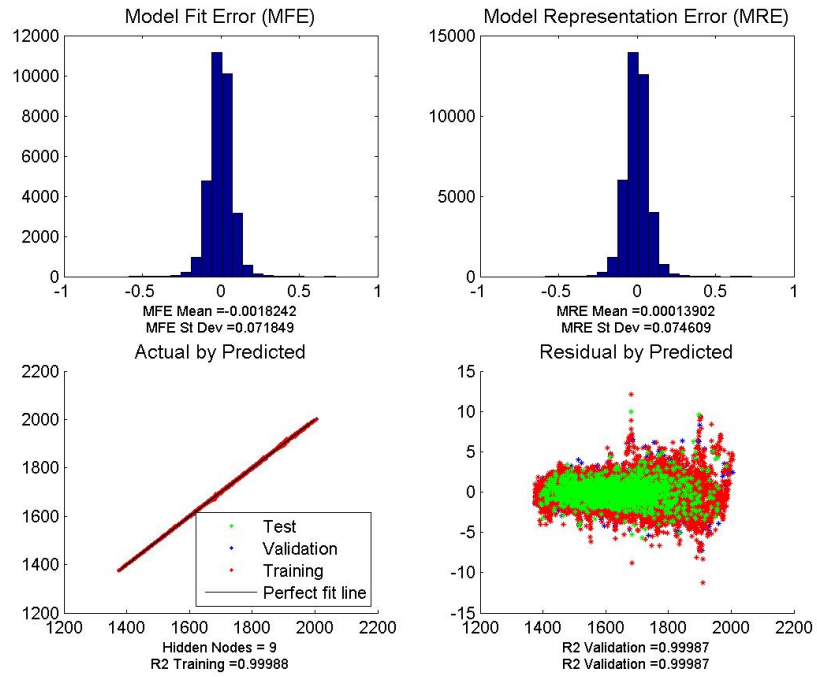 Model Fit Error (MFE)
12000
10000
8000
6000
4000
2000
0
-1
-0.5
0
0.5
1
MFE Mean =-0.0018242
MFE St Dev =0.071849
Model Representation Error (MRE)
15000
10000
5000
0
-1
-0.5
0
0.5
1
MRE Mean =0.00013902
MRE St Dev =0.074609
Actual by Predicted
2200
2000
1800
1600
1400
1200
1200
1400
1600
1800
2000
2200
Test
Validation
Training
Perfect fit line
Hidden Nodes = 9
R2 Training =0.99988
Residual by Predicted
15
10
5
0
-5
-10
-15
1200
1400
1600
1800
2000
2200
R2 Validation =0.99987
R2 Validation =0.99987